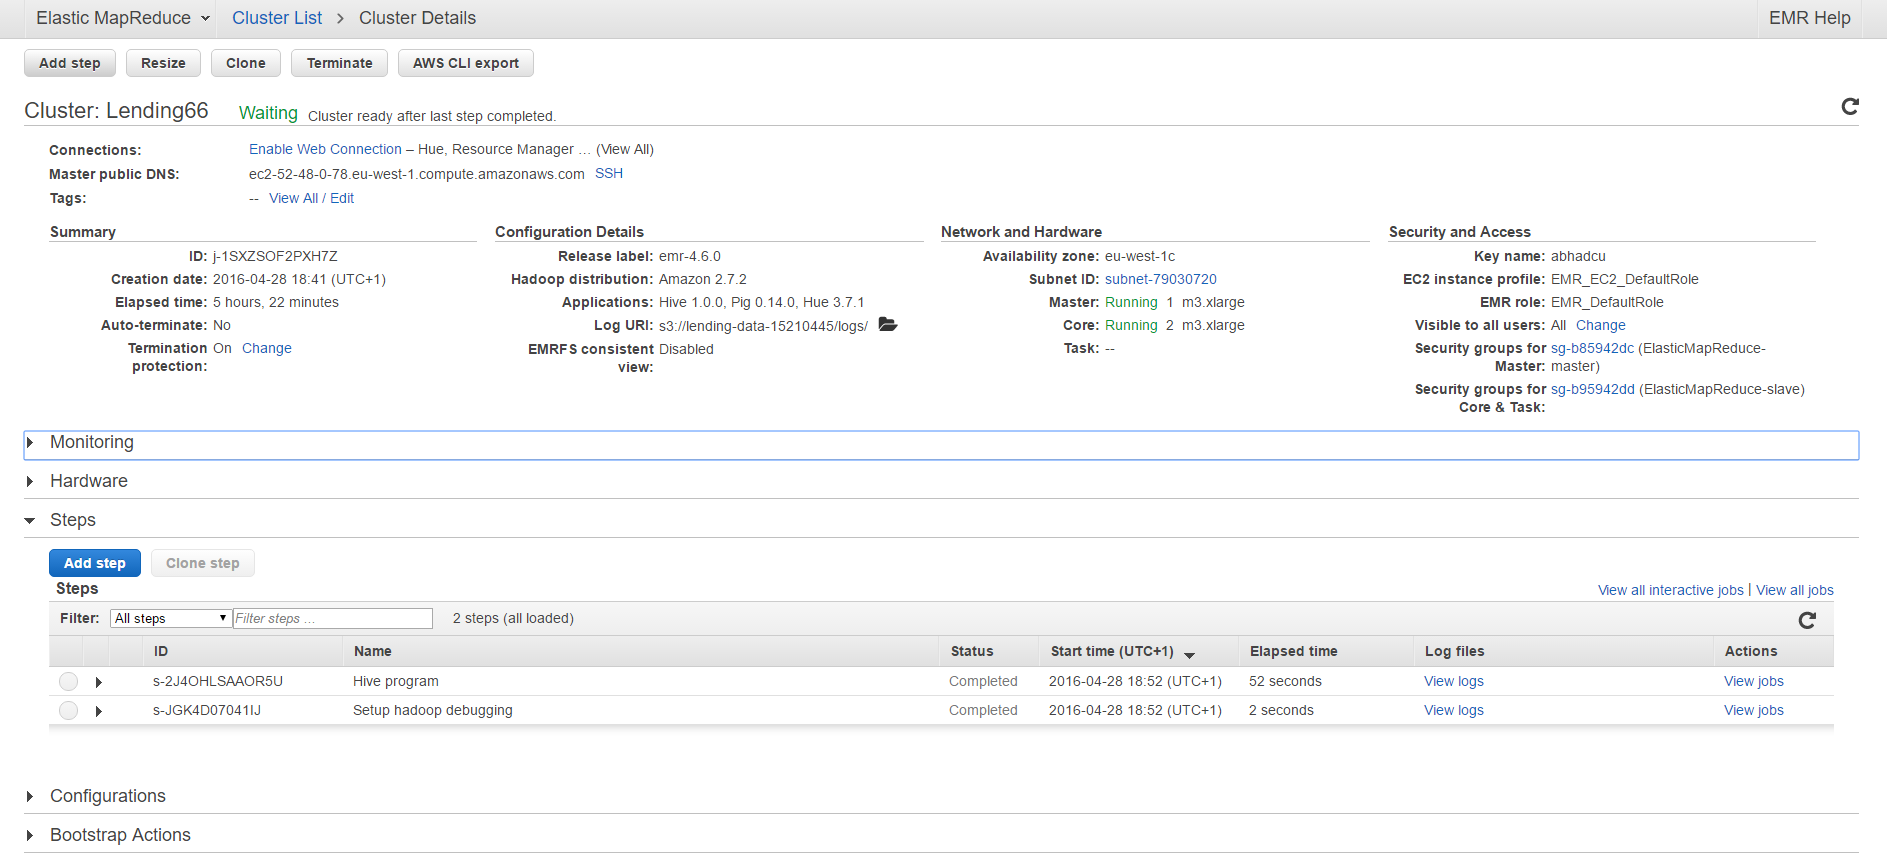 Elastic MapReduce Cluster List Cluster Details EMR Help
Add step Resize Clone Terminate AWS CLI export
Cluster: Lending66 Waiting Cluster ready after last step completed.
Connections: Enable Web Connection – Hue, Resource Manager ... (View All)
Master public DNS: ec2-52-48-0-78.eu-west-1.compute.amazonaws.com SSH
Tags: -- View All / Edit
Summary
ID: j-1SXZSOF2PXH7Z
Creation date: 2016-04-28 18:41 (UTC+1)
Elapsed time: 5 hours, 22 minutes
Auto-terminate: No
Termination protection: On Change
Configuration Details
Release label: emr-4.6.0
Hadoop distribution: Amazon 2.7.2
Applications: Hive 1.0.0, Pig 0.14.0, Hue 3.7.1
Log URI: s3://lending-data-15210445/logs/
EMRFS consistent view: Disabled
Network and Hardware
Availability zone: eu-west-1c
Subnet ID: subnet-79030720
Master: Running 1 m3.xlarge
Core: Running 2 m3.xlarge
Task: --
Security and Access
Key name: abhadcu
EC2 instance profile: EMR_EC2_DefaultRole
EMR role: EMR_DefaultRole
Visible to all users: All Change
Security groups for Master: sg-b85942dc (ElasticMapReduce-master)
Security groups for Core & Task: sg-b95942dd (ElasticMapReduce-slave)
Monitoring
Hardware
Steps
Add step Clone step
Steps
View all interactive jobs | View all jobs
Filter: All steps Filter steps ... 2 steps (all loaded)
ID Name Status Start time (UTC+1) Elapsed time Log files Actions
s-2J4OHLSAAOR5U Hive program Completed 2016-04-28 18:52 (UTC+1) 52 seconds View logs View jobs
s-JGK4D07041IJ Setup hadoop debugging Completed 2016-04-28 18:52 (UTC+1) 2 seconds View logs View jobs
Configurations
Bootstrap Actions